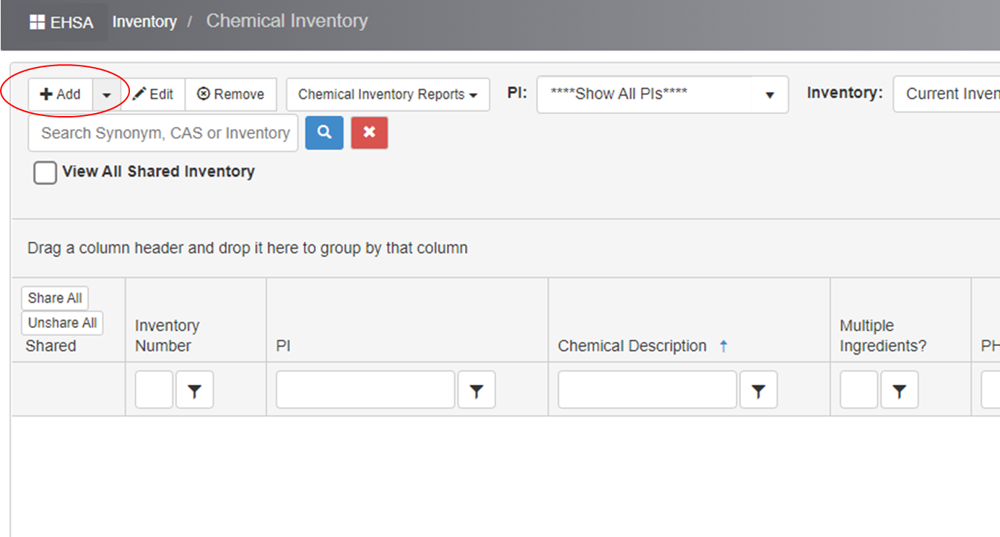 EHSA Inventory / Chemical Inventory
Add Edit Remove Chemical Inventory Reports PI: ****Show All PIs**** Inventory: Current Inven
Search Synonym, CAS or Inventory
View All Shared Inventory
Drag a column header and drop it here to group by that column
Share All
Unshare All
Shared
Inventory
Number
PI
Chemical Description
Multiple
Ingredients?
PH